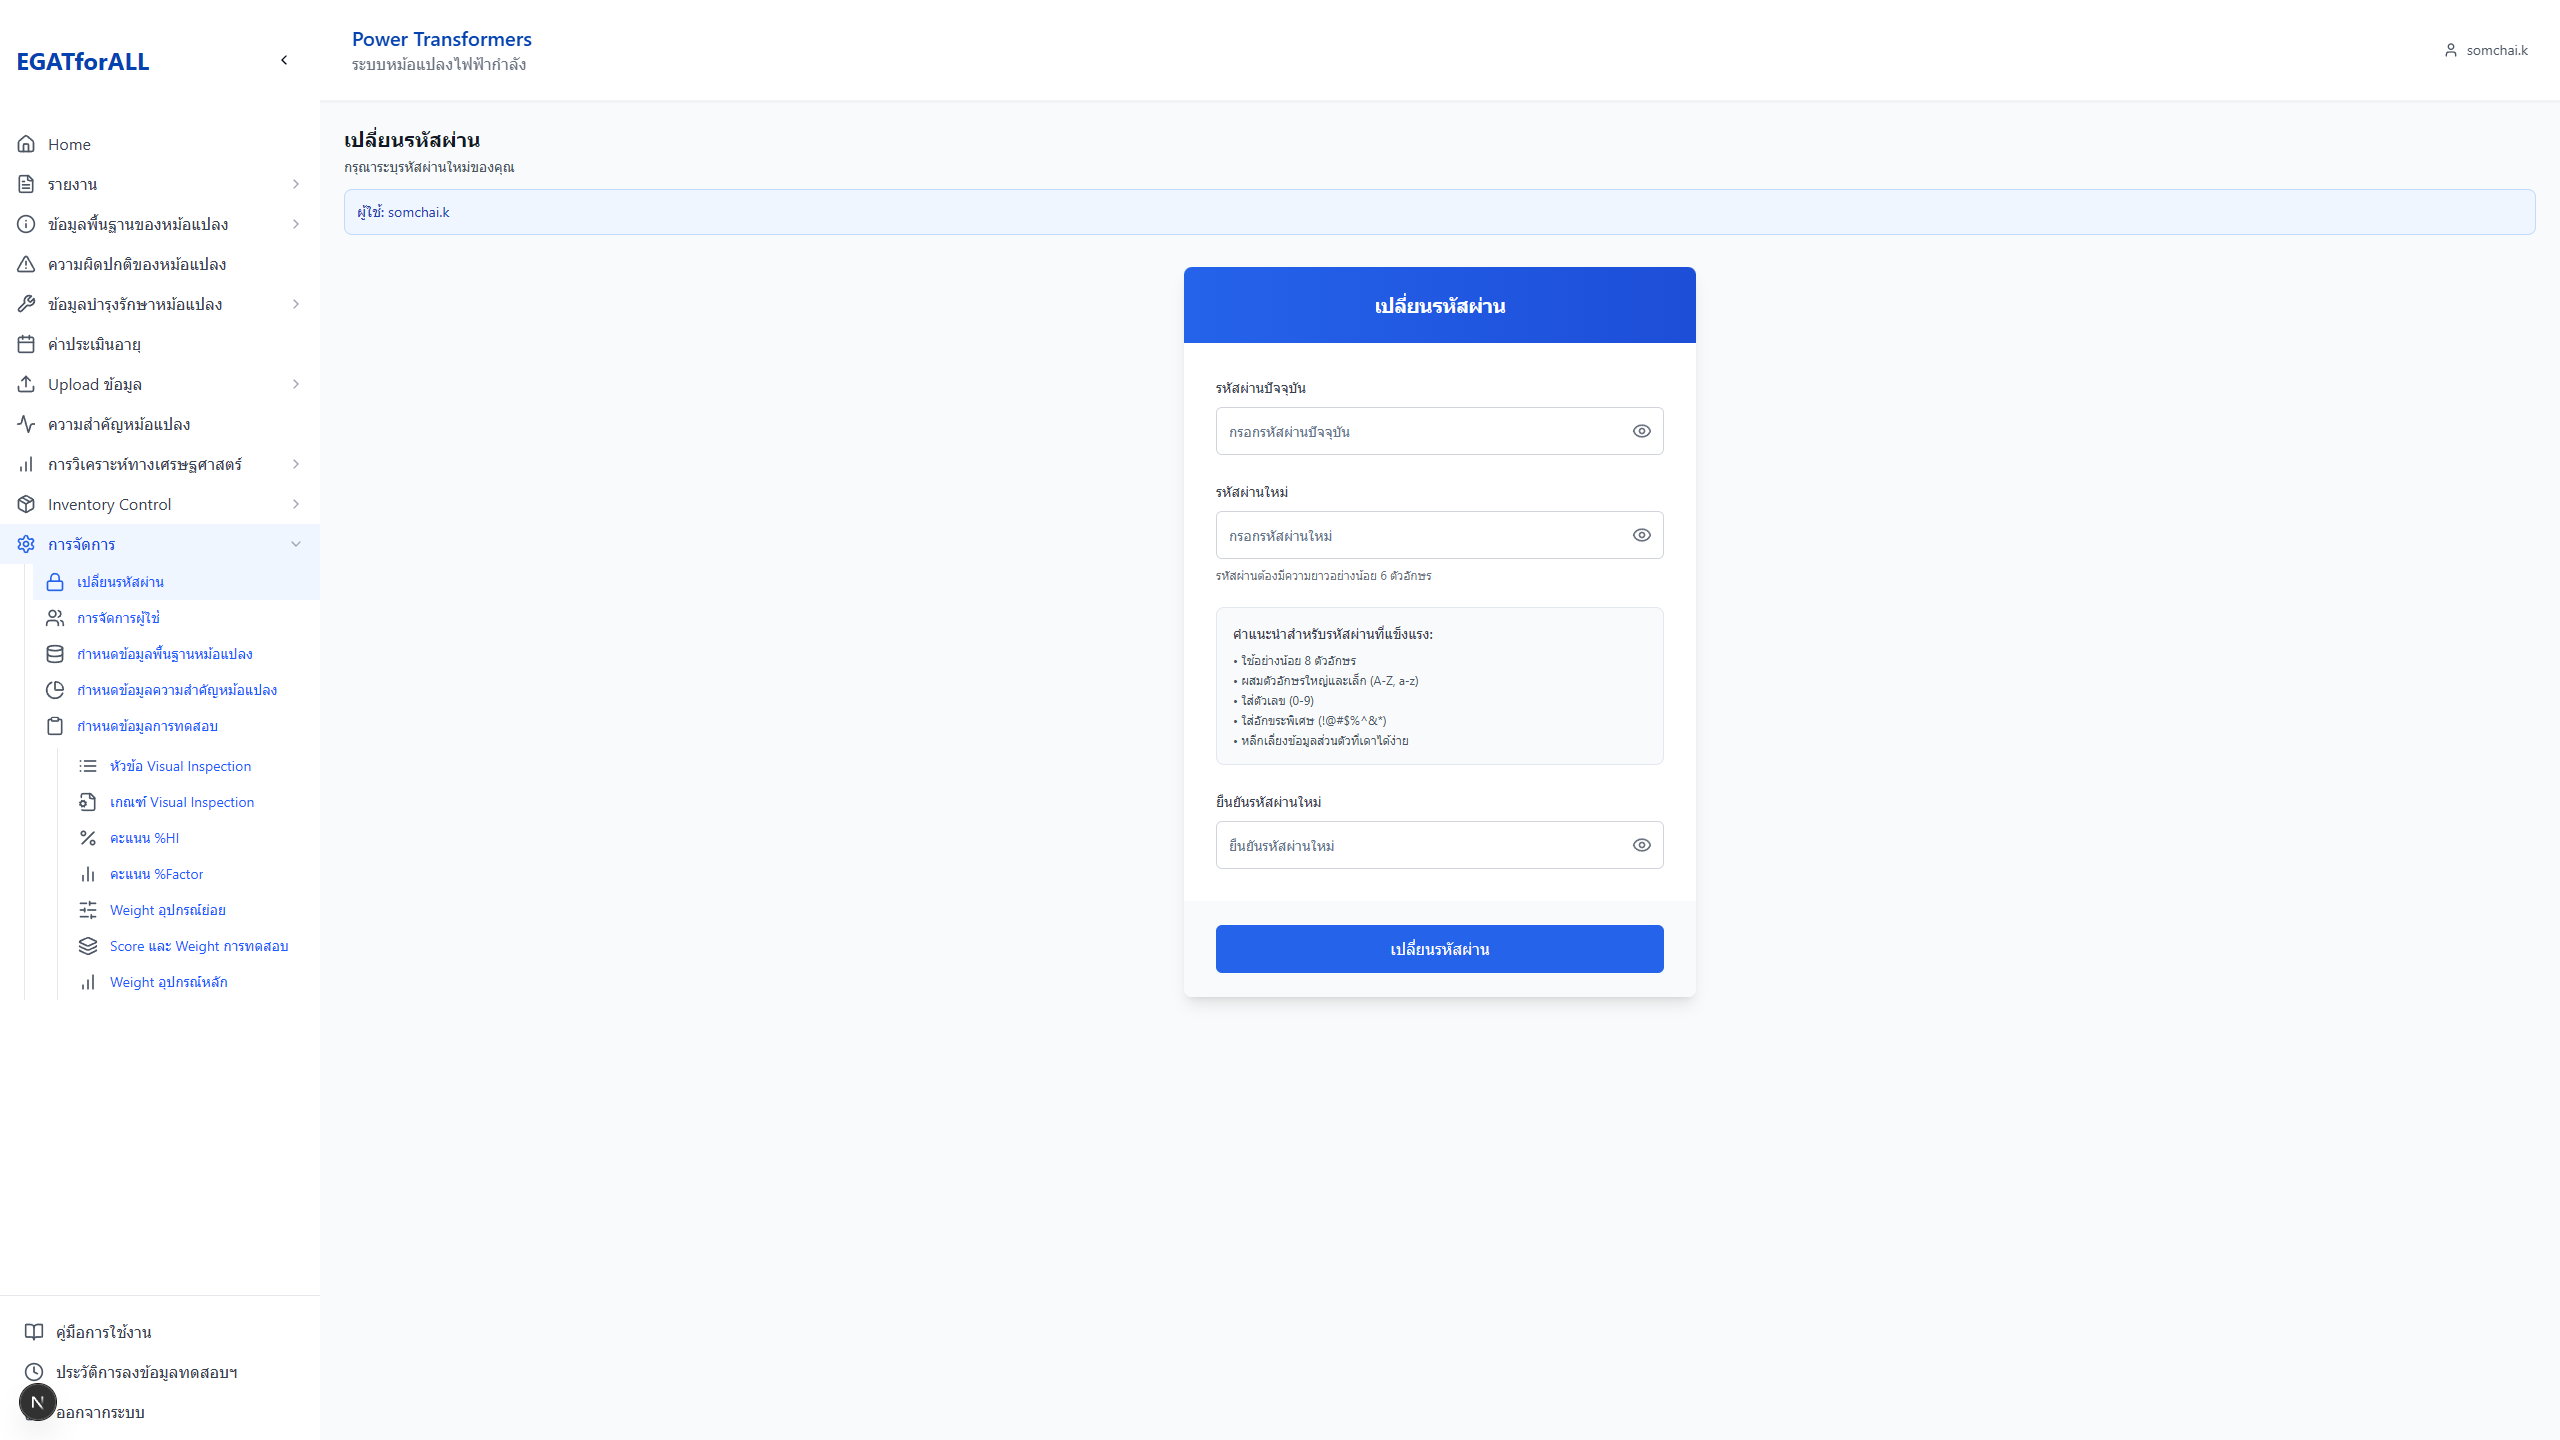 EGATforALL
Power Transformers
ระบบหม้อแปลงไฟฟ้ากำลัง
somchai.k
Home
รายงาน
ข้อมูลพื้นฐานของหม้อแปลง
ความผิดปกติของหม้อแปลง
ข้อมูลบำรุงรักษาหม้อแปลง
ค่าประเมินอายุ
Upload ข้อมูล
ความสำคัญหม้อแปลง
การวิเคราะห์ทางเศรษฐศาสตร์
Inventory Control
การจัดการ
เปลี่ยนรหัสผ่าน
การจัดการผู้ใช้
กำหนดข้อมูลพื้นฐานหม้อแปลง
กำหนดข้อมูลความสำคัญหม้อแปลง
กำหนดข้อมูลการทดสอบ
หัวข้อ Visual Inspection
เกณฑ์ Visual Inspection
คะแนน %HI
คะแนน %Factor
Weight อุปกรณ์ย่อย
Score และ Weight การทดสอบ
Weight อุปกรณ์หลัก
คู่มือการใช้งาน
ประวัติการลงข้อมูลทดสอบฯ
N
ออกจากระบบ
เปลี่ยนรหัสผ่าน
กรุณาระบุรหัสผ่านใหม่ของคุณ
ผู้ใช้: somchai.k
เปลี่ยนรหัสผ่าน
รหัสผ่านปัจจุบัน
กรอกรหัสผ่านปัจจุบัน
รหัสผ่านใหม่
กรอกรหัสผ่านใหม่
รหัสผ่านต้องมีความยาวอย่างน้อย 6 ตัวอักษร
คำแนะนำสำหรับรหัสผ่านที่แข็งแรง:
• ใช้อย่างน้อย 8 ตัวอักษร
• ผสมตัวอักษรใหญ่และเล็ก (A-Z, a-z)
• ใส่ตัวเลข (0-9)
• ใส่อักขระพิเศษ (!@#$%^&*)
• หลีกเลี่ยงข้อมูลส่วนตัวที่เดาได้ง่าย
ยืนยันรหัสผ่านใหม่
ยืนยันรหัสผ่านใหม่
เปลี่ยนรหัสผ่าน